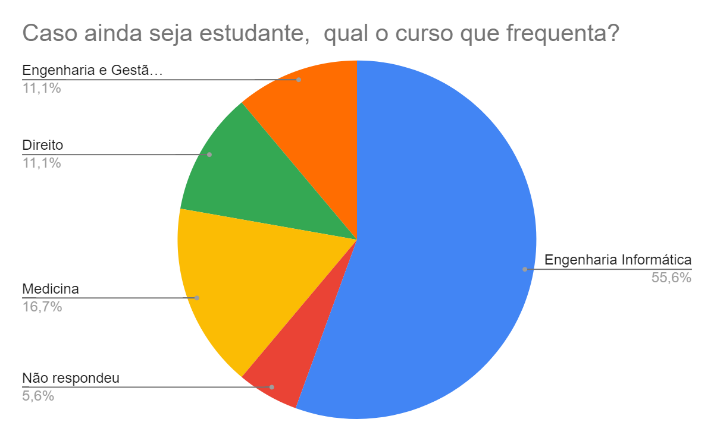 Caso ainda seja estudante,  qual o curso que frequenta?
Engenharia e Gestã…
11,1%
Direito
11,1%
Engenharia Informática
55,6%
Medicina
16,7%
Não respondeu
5,6%